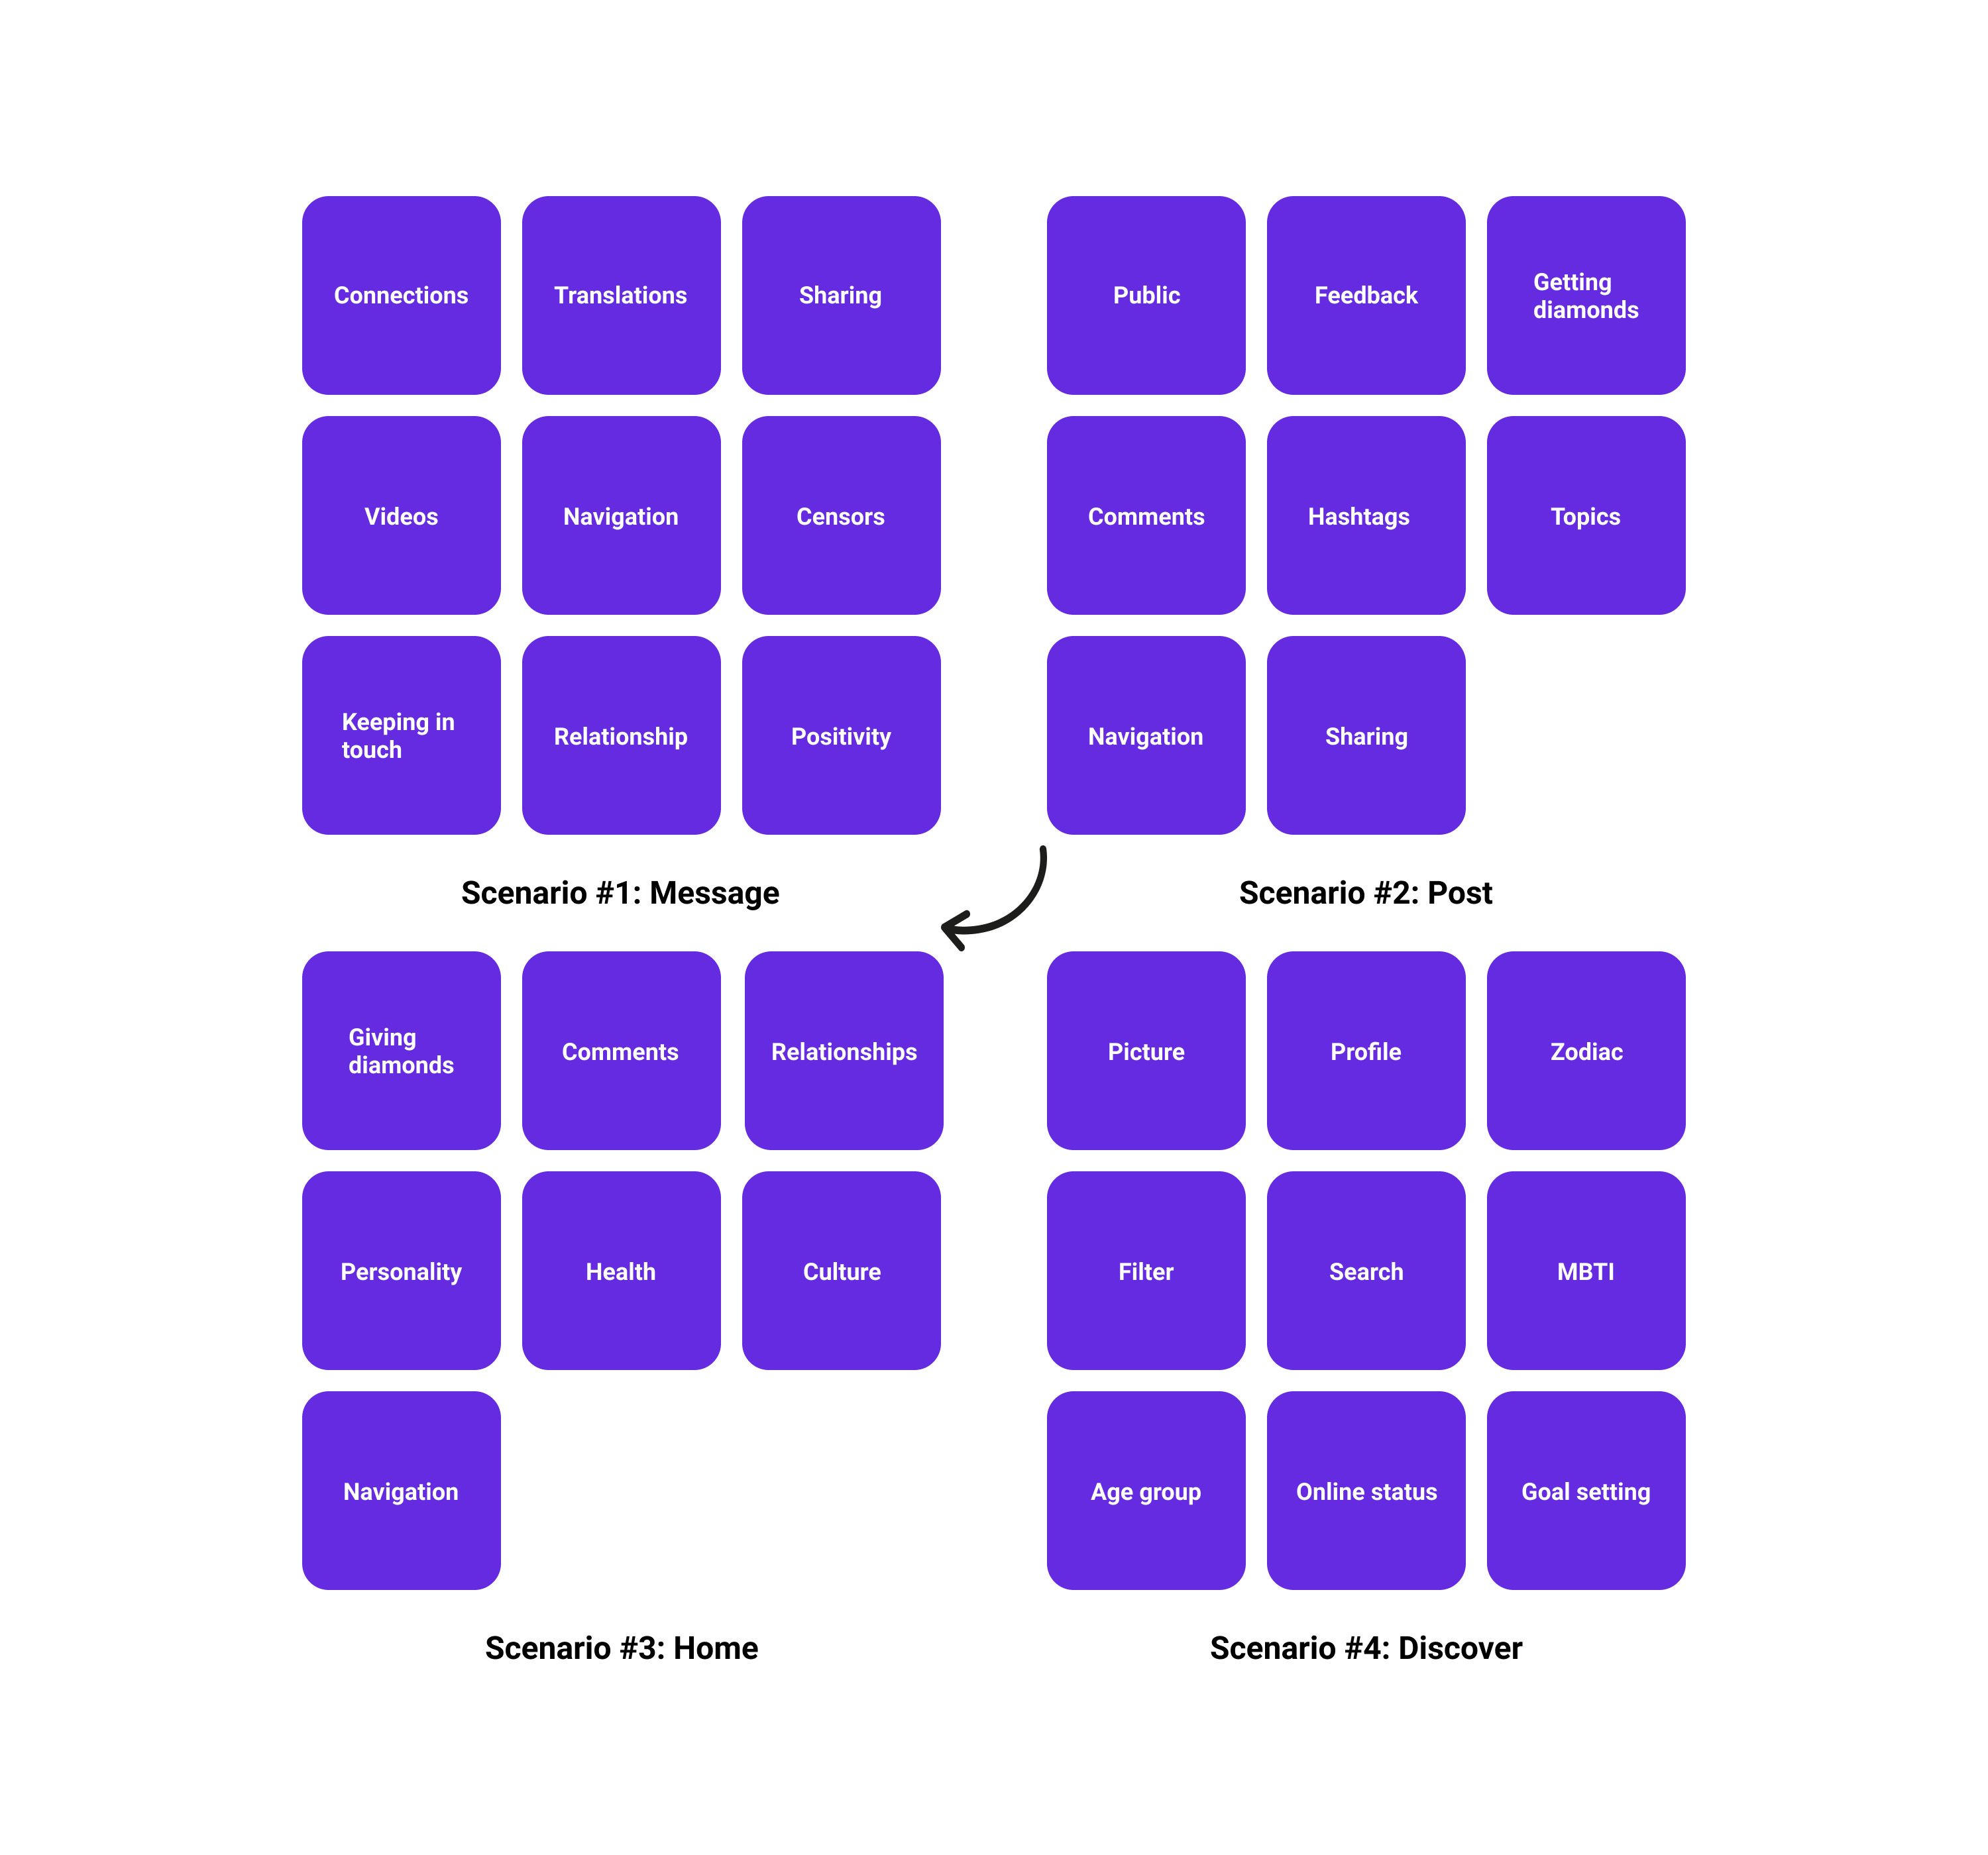 Connections
Translations
Sharing
Videos
Navigation
Censors
Keeping in
touch
Relationship
Positivity
Scenario #1: Message
Public
Feedback
Getting
diamonds
Comments
Hashtags
Topics
Navigation
Sharing
Scenario #2: Post
Giving
diamonds
Comments
Relationships
Personality
Health
Culture
Navigation
Scenario #3: Home
Picture
Profile
Zodiac
Filter
Search
MBTI
Age group
Online status
Goal setting
Scenario #4: Discover